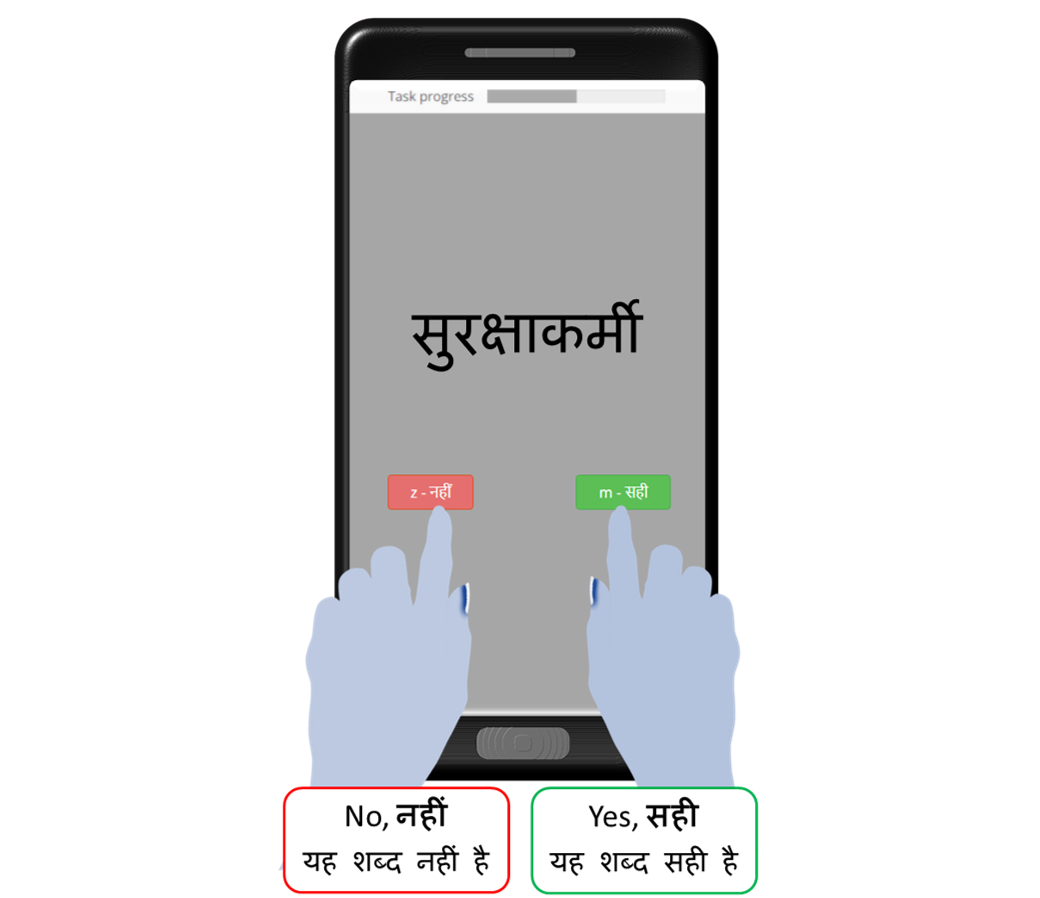 Task progress
सुरक्षाकर्मी
z - नहीं
m - सही
No, नहीं
यह शब्द नहीं है
Yes, सही
यह शब्द सही है